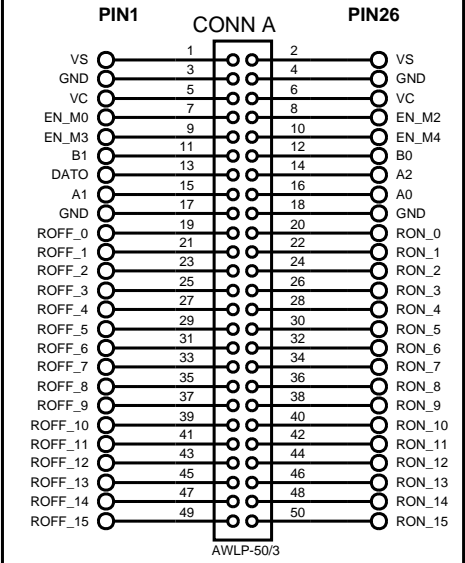 PIN1 CONN A PIN26
VS 1 2 VS
GND 3 4 GND
VC 5 6 VC
EN_M0 7 8 EN_M2
EN_M3 9 10 EN_M4
B1 11 12 B0
DATO 13 14 A2
A1 15 16 A0
GND 17 18 GND
ROFF_0 19 20 RON_0
ROFF_1 21 22 RON_1
ROFF_2 23 24 RON_2
ROFF_3 25 26 RON_3
ROFF_4 27 28 RON_4
ROFF_5 29 30 RON_5
ROFF_6 31 32 RON_6
ROFF_7 33 34 RON_7
ROFF_8 35 36 RON_8
ROFF_9 37 38 RON_9
ROFF_10 39 40 RON_10
ROFF_11 41 42 RON_11
ROFF_12 43 44 RON_12
ROFF_13 45 46 RON_13
ROFF_14 47 48 RON_14
ROFF_15 49 50 RON_15
AWLP-50/3